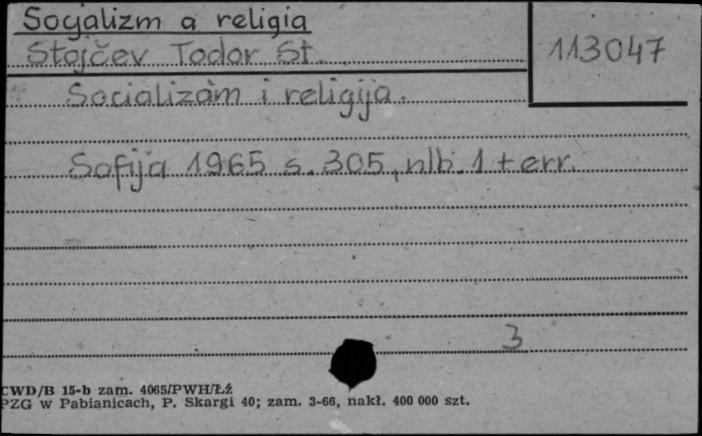 Socjalizm a religia
Stojčev Todor St.
113047
Socializăm i religija.
Sofija 1965 s. 305, nlb. 1 + err.
3
CWD/B 15-b zam. 4065/PWH/ŁŹ
PZG w Pabianicach, P. Skargi 40; zam. 3-66, nakł. 400 000 szt.